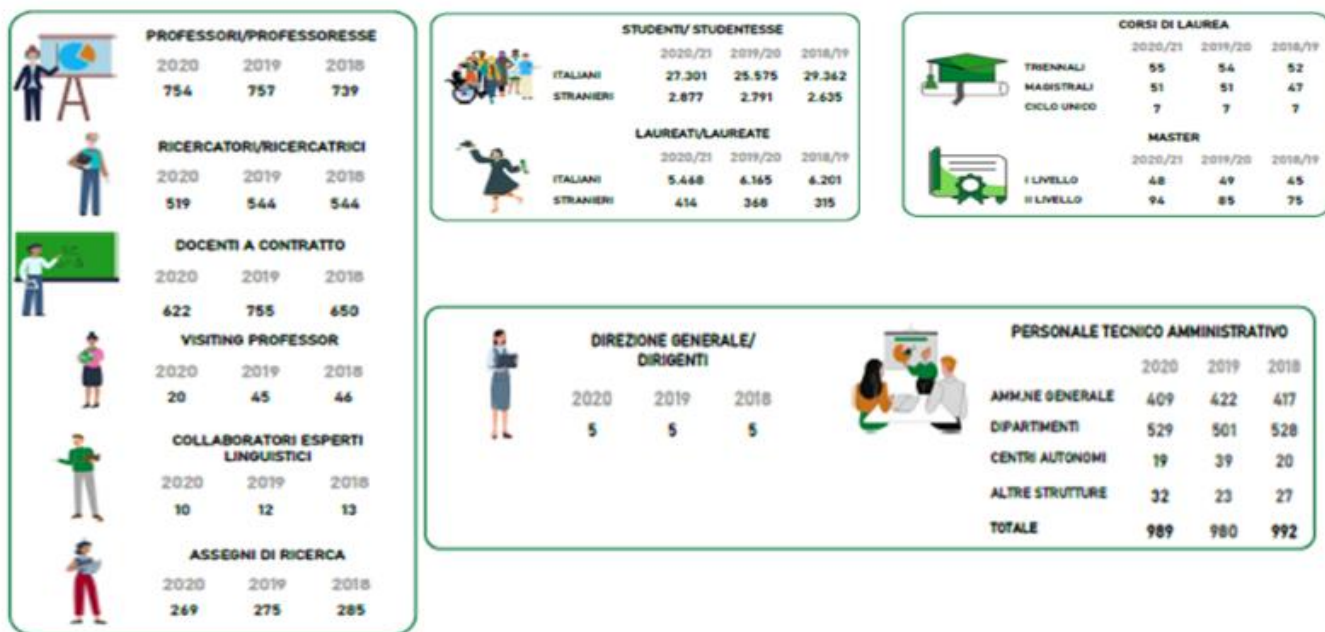 PROFESSORI/PROFESSORESSE
2020 2019 2018
754 757 739
RICERCATORI/RICERCATRICI
2020 2019 2018
519 544 544
DOCENTI A CONTRATTO
2020 2019 2018
622 755 650
VISITING PROFESSOR
2020 2019 2018
20 45 46
COLLABORATORI ESPERTI
LINGUISTICI
2020 2019 2018
10 12 13
ASSEGNI DI RICERCA
2020 2019 2018
269 275 285
STUDENTI/ STUDENTESSE
2020/21 2019/20 2018/19
ITALIANI 27.301 25.575 29.362
STRANIERI 2.877 2.791 2.635
LAUREATI/LAUREATE
2020/21 2019/20 2018/19
ITALIANI 5.468 6.165 6.201
STRANIERI 414 368 315
CORSI DI LAUREA
2020/21 2019/20 2018/19
TRIENNALI 55 54 52
MAGISTRALI 51 51 47
CICLO UNICO 7 7 7
MASTER
2020/21 2019/20 2018/19
I LIVELLO 48 49 45
II LIVELLO 94 85 75
DIREZIONE GENERALE/
DIRIGENTI
2020 2019 2018
5 5 5
PERSONALE TECNICO AMMINISTRATIVO
2020 2019 2018
AMM.NE GENERALE 409 422 417
DIPARTIMENTI 529 501 528
CENTRI AUTONOMI 19 39 20
ALTRE STRUTTURE 32 23 27
TOTALE 989 980 992